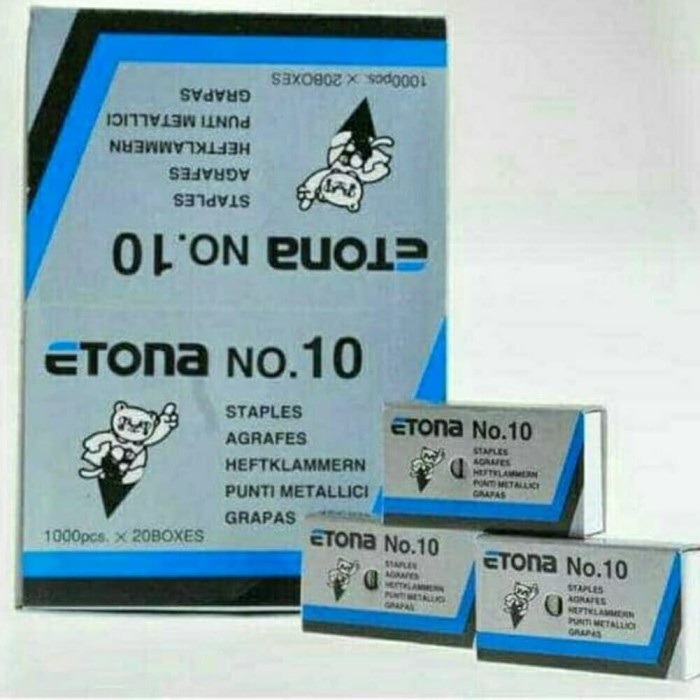 1000pcs. × 20BOXES
GRAPAS
PUNTI METALLICI
HEFTKLAMMERN
AGRAFES
STAPLES
ETONA NO.10
ETONA NO.10
STAPLES
AGRAFES
HEFTKLAMMERN
PUNTI METALLICI
GRAPAS
1000pcs. × 20BOXES
ETONA No.10
STAPLES
AGRAFES
HEFTKLAMMERN
PUNTI METALLICI
GRAPAS
ETONA No.10
STAPLES
AGRAFES
HEFTKLAMMERN
PUNTI METALLICI
GRAPAS
ETONA No.10
STAPLES
AGRAFES
HEFTKLAMMERN
PUNTI METALLICI
GRAPAS